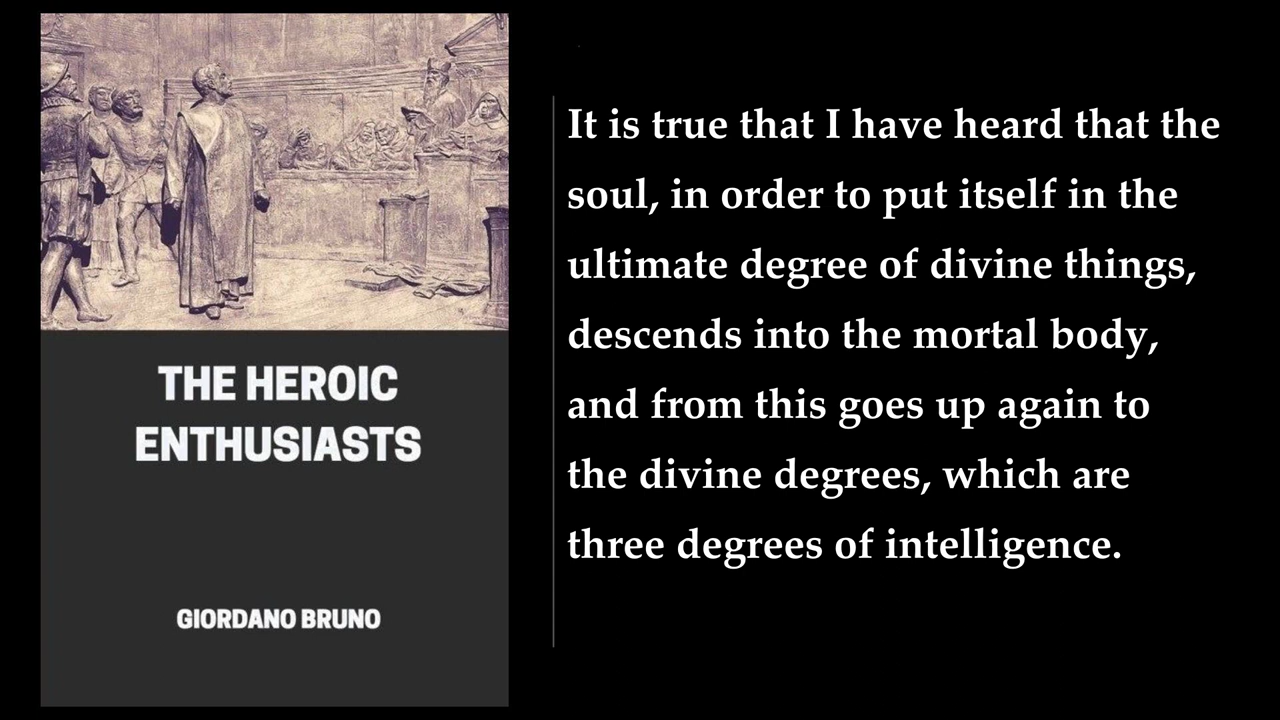 THE HEROIC
ENTHUSIASTS
GIORDANO BRUNO
It is true that I have heard that the
soul, in order to put itself in the
ultimate degree of divine things,
descends into the mortal body,
and from this goes up again to
the divine degrees, which are
three degrees of intelligence.